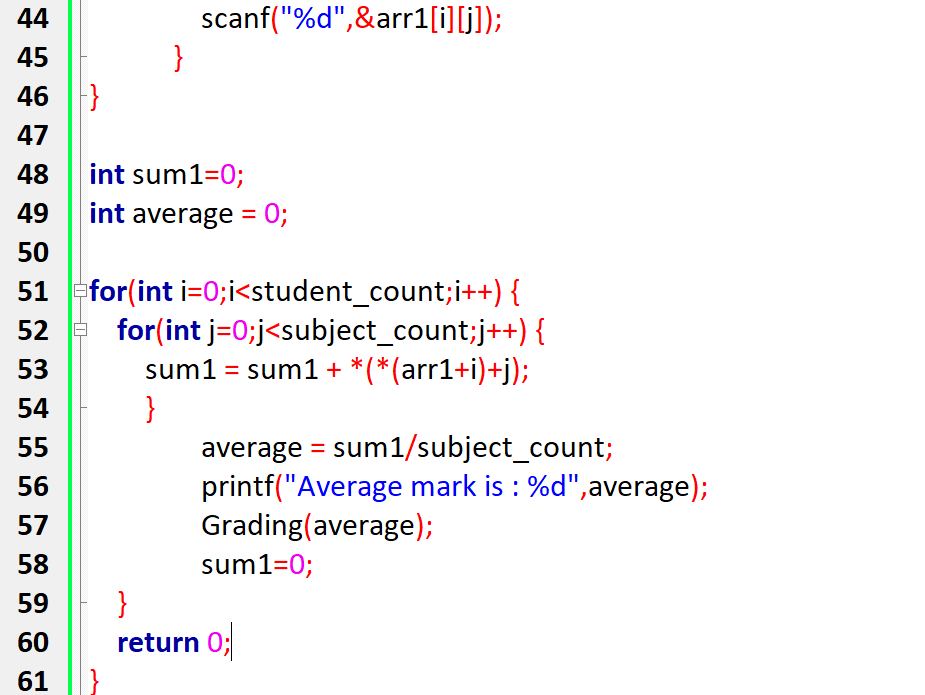 44 scanf("%d",&arr1[i][j]);
45 }
46 }
47
48 int sum1=0;
49 int average = 0;
50
51 for(int i=0;i<student_count;i++) {
52 for(int j=0;j<subject_count;j++) {
53 sum1 = sum1 + *(*(arr1+i)+j);
54 }
55 average = sum1/subject_count;
56 printf("Average mark is : %d",average);
57 Grading(average);
58 sum1=0;
59 }
60 return 0;
61 }